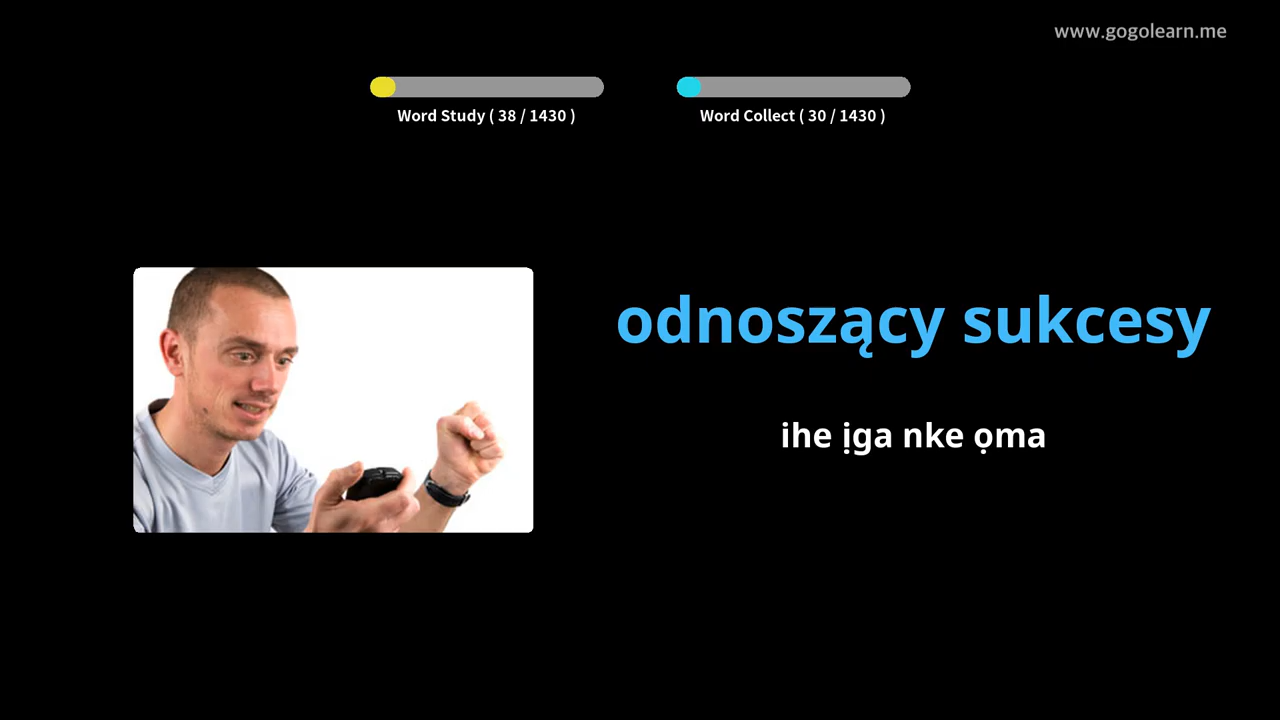 www.gogolearn.me
Word Study ( 38 / 1430 )
Word Collect ( 30 / 1430 )
odnoszący sukcesy
ihe ịga nke ọma